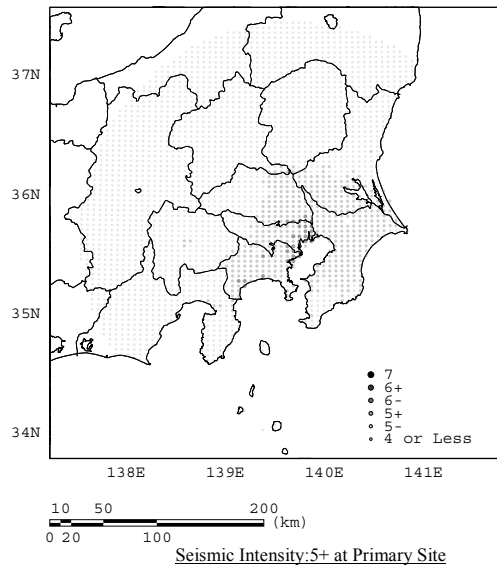 37N
36N
35N
34N
7
6+
6-
5+
5-
4 or Less
138E 139E 140E 141E
10 50 200
(km)
0 20 100
Seismic Intensity:5+ at Primary Site